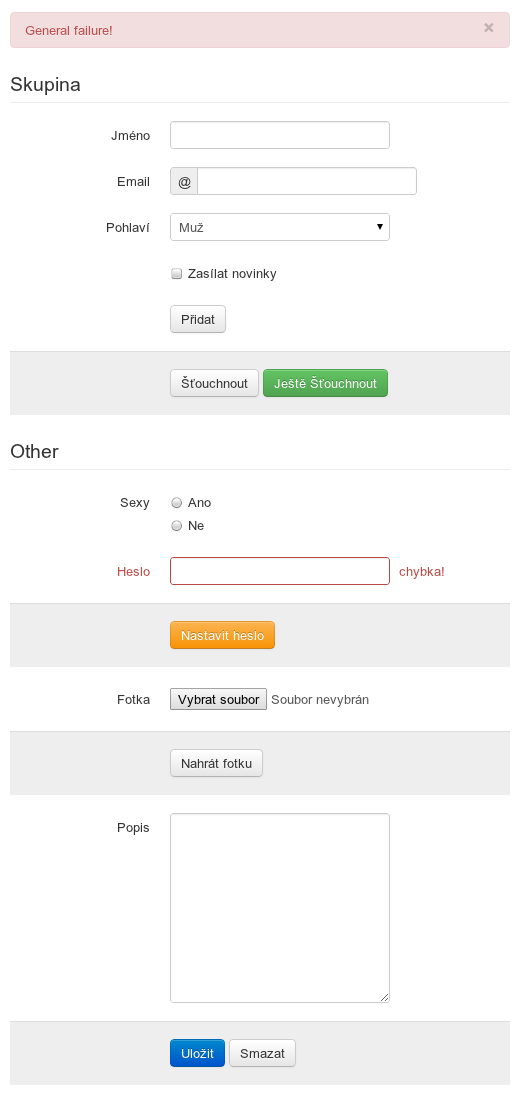 General failure! ×
Skupina
Jméno
Email @
Pohlaví Muž
Zasílat novinky
Přidat
Šťouchnout Ještě Šťouchnout
Other
Sexy Ano
Ne
Heslo chybka!
Nastavit heslo
Fotka Vybrat soubor Soubor nevybrán
Nahrát fotku
Popis
Uložit Smazat